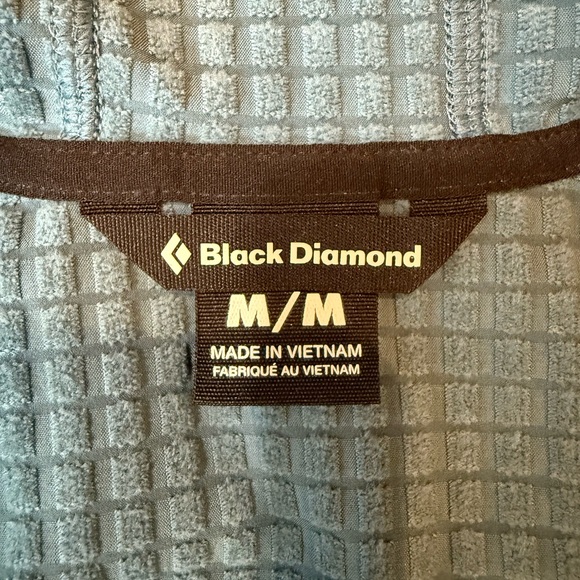 Black Diamond
M/M
MADE IN VIETNAM
FABRIQUÉ AU VIETNAM